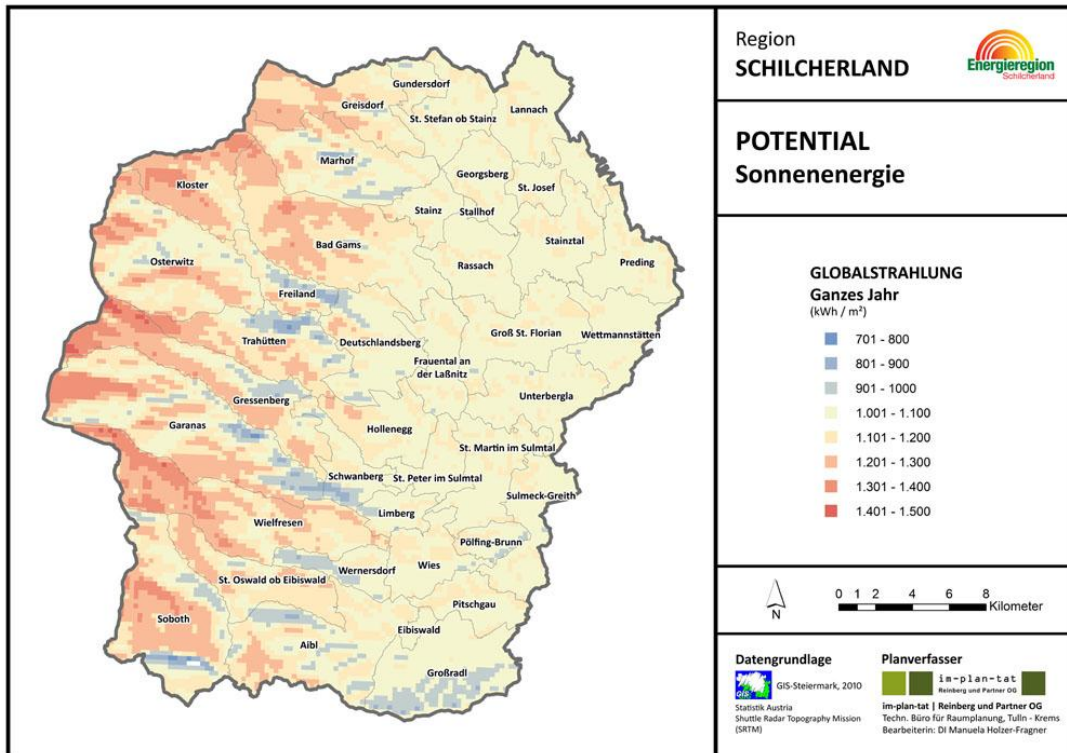 Region
SCHILCHERLAND
Energieregion
Schilcherland
POTENTIAL
Sonnenenergie
GLOBALSTRAHLUNG
Ganzes Jahr
(kWh / m²)
701 - 800
801 - 900
901 - 1000
1.001 - 1.100
1.101 - 1.200
1.201 - 1.300
1.301 - 1.400
1.401 - 1.500
N
0 1 2 4 6 8
Kilometer
Datengrundlage
GIS
GIS-Steiermark, 2010
Statistik Austria
Shuttle Radar Topography Mission
(SRTM)
Planverfasser
im-plan-tat
Reinberg und Partner OG
im-plan-tat | Reinberg und Partner OG
Techn. Büro für Raumplanung, Tulln - Krems
Bearbeiterin: DI Manuela Holzer-Fragner
Gundersdorf
Greisdorf
Lannach
St. Stefan ob Stainz
Marhof
Georgsberg
Kloster
St. Josef
Stainz
Stallhof
Bad Gams
Stainztal
Osterwitz
Rassach
Preding
Freiland
Trahütten
Deutschlandsberg
Groß St. Florian
Wettmannstätten
Frauental an
der Laßnitz
Gressenberg
Unterbergla
Garanas
Hollenegg
St. Martin im Sulmtal
Schwanberg
St. Peter im Sulmtal
Sulmeck-Greith
Limberg
Wielfresen
Pölfing-Brunn
Wernersdorf
Wies
St. Oswald ob Eibiswald
Pitschgau
Soboth
Eibiswald
Aibl
Großradl